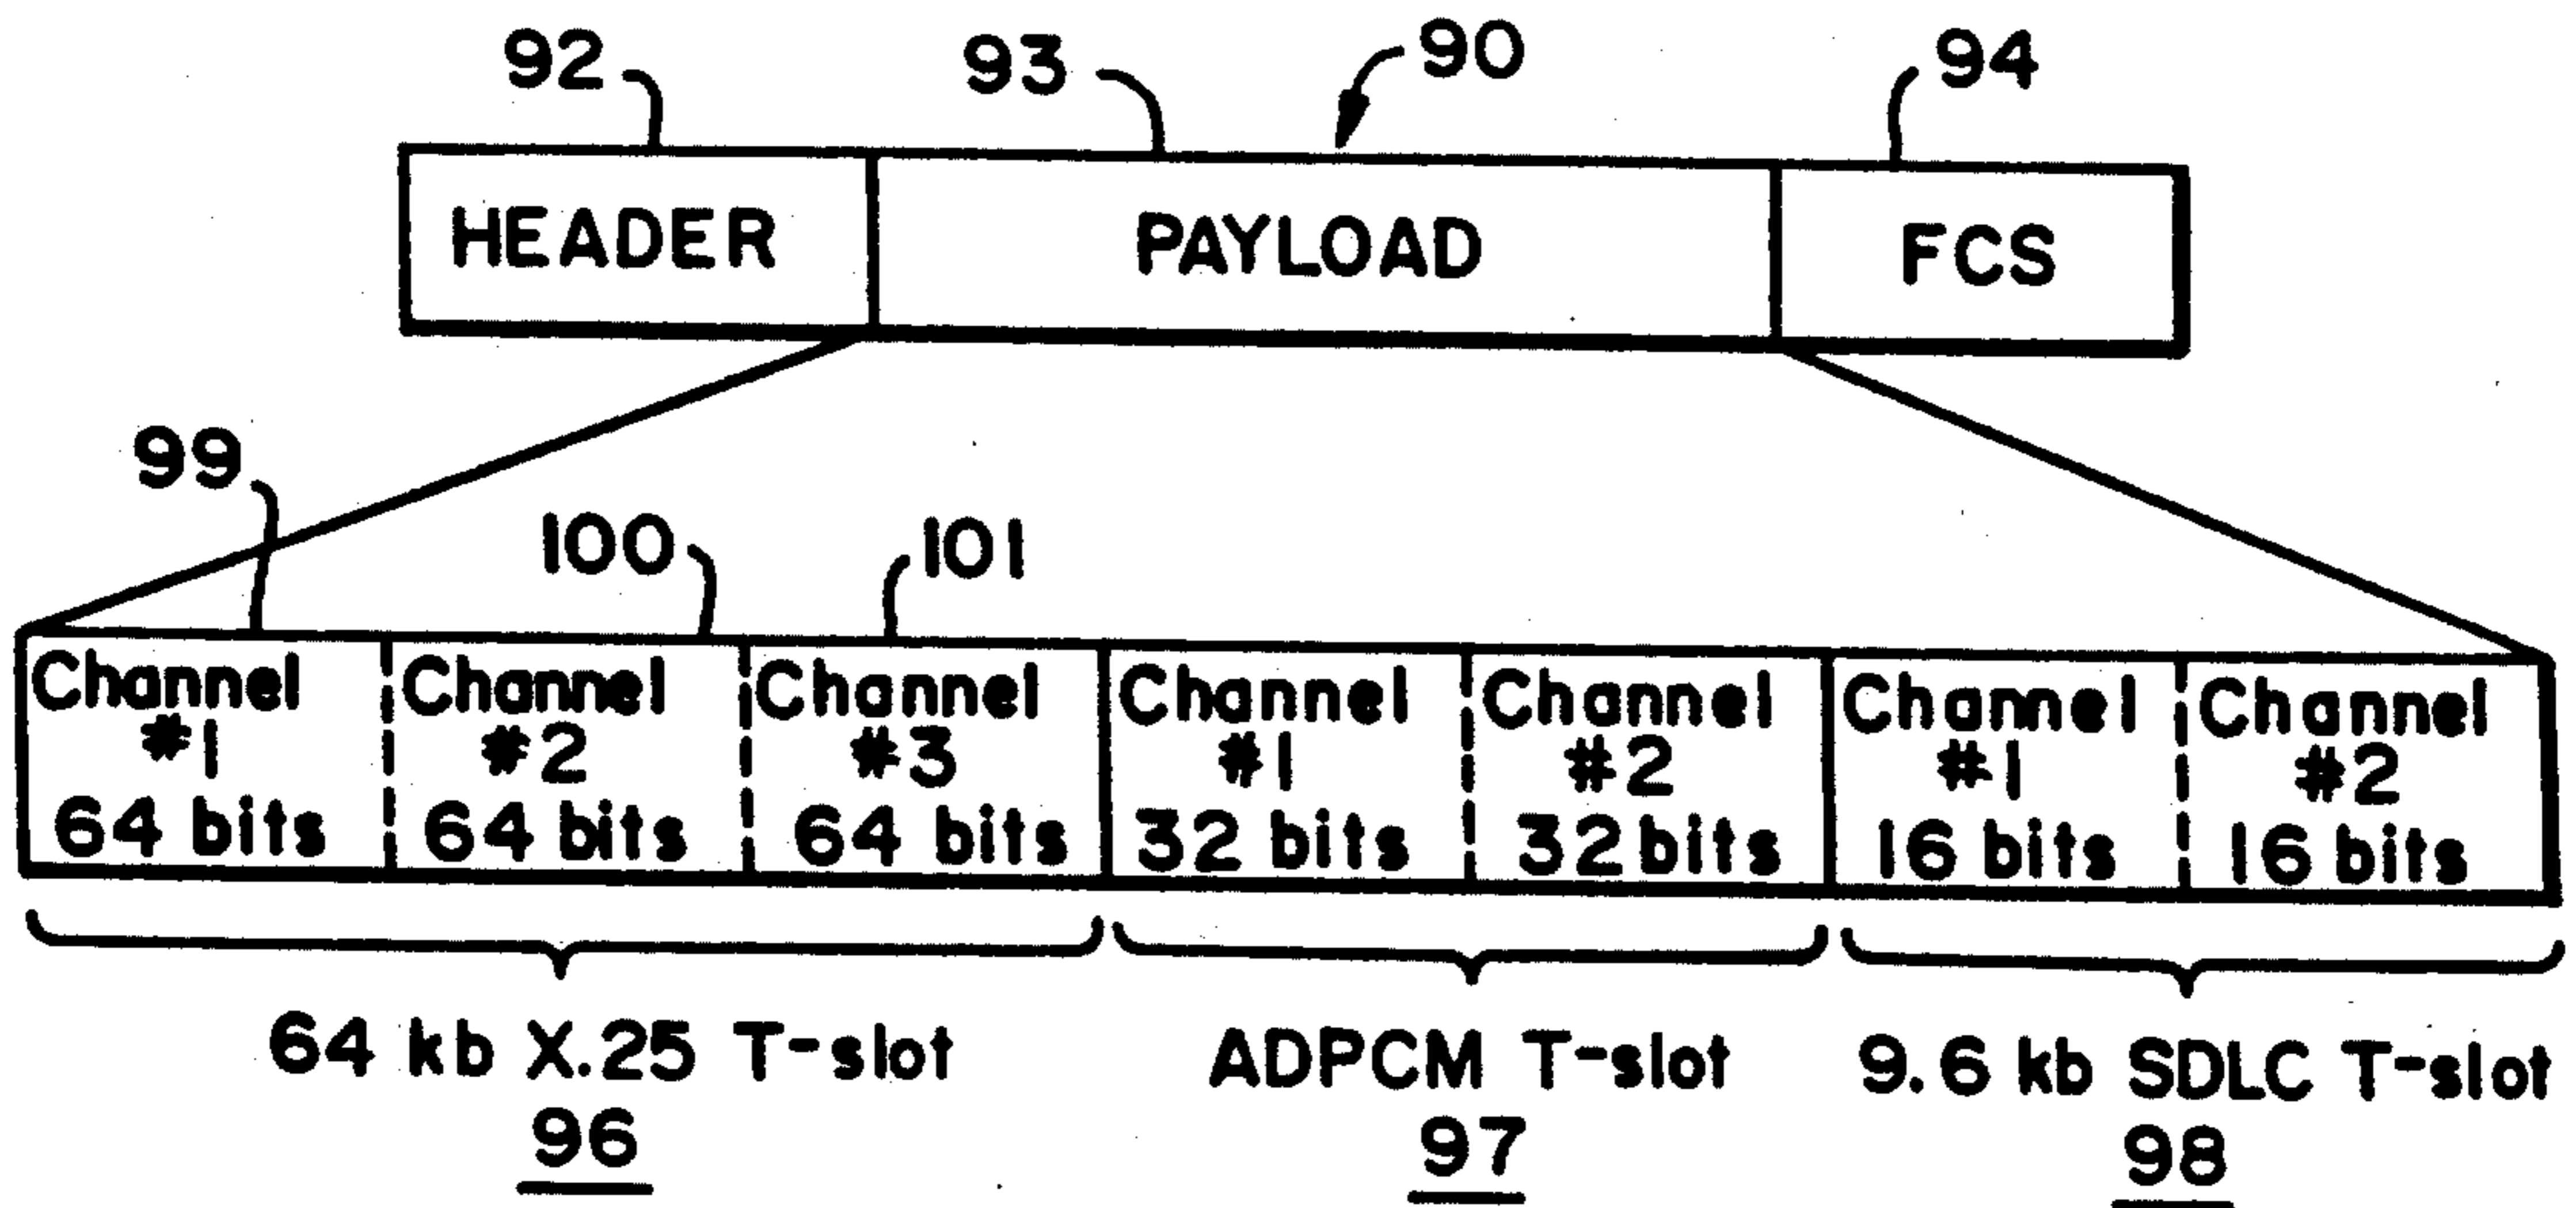 92 93 90 94
HEADER PAYLOAD FCS
99 100 101
Channel #1 64 bits
Channel #2 64 bits
Channel #3 64 bits
Channel #1 32 bits
Channel #2 32 bits
Channel #1 16 bits
Channel #2 16 bits
64 kb X.25 T-slot
96
ADPCM T-slot
97
9.6 kb SDLC T-slot
98